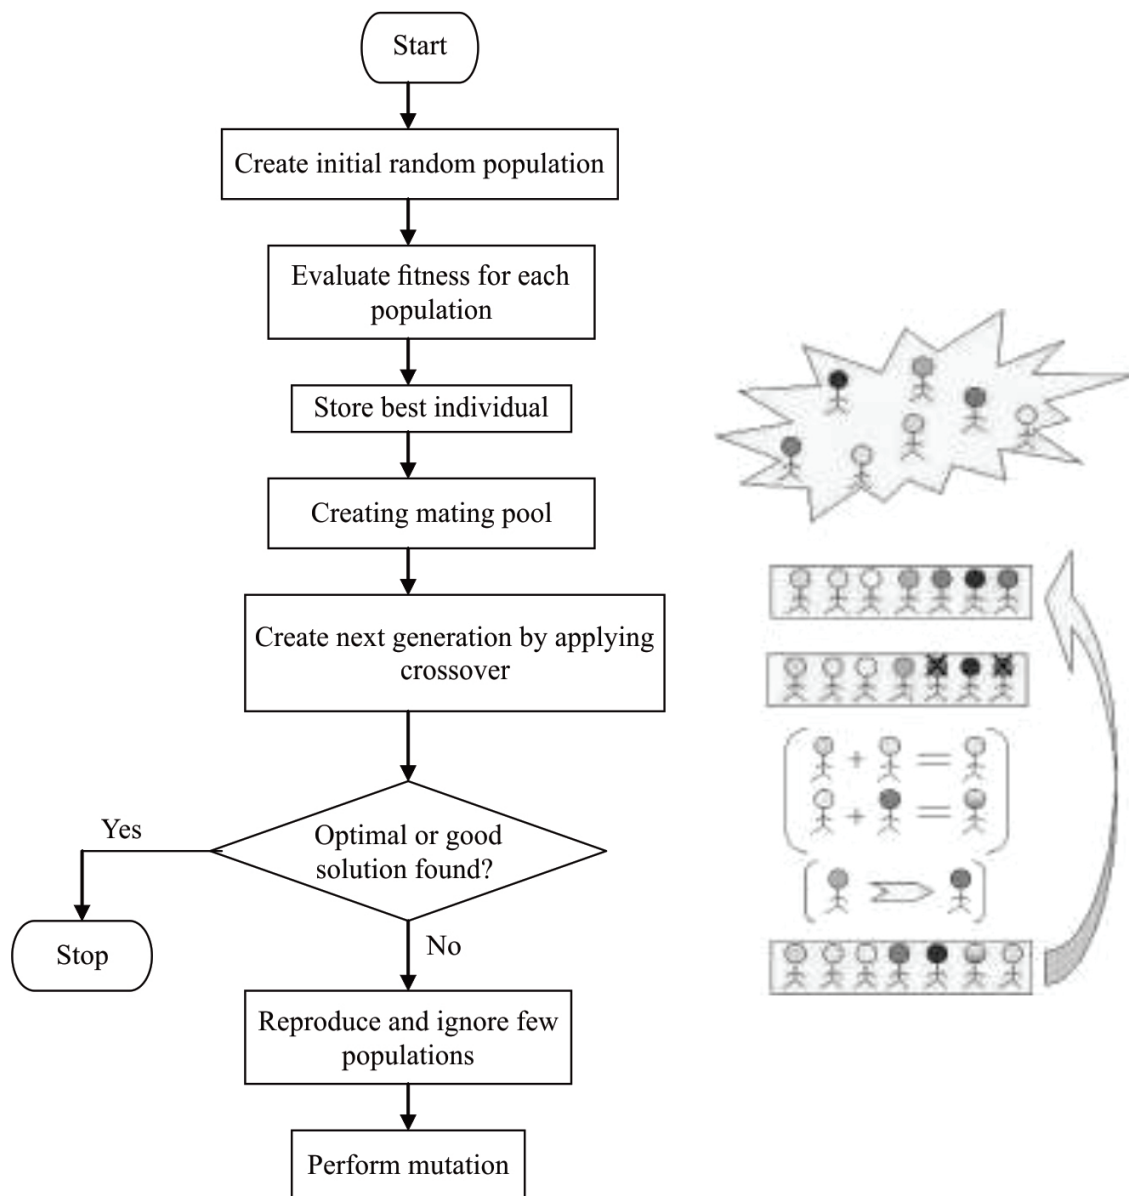 Start
Create initial random population
Evaluate fitness for each
population
Store best individual
Creating mating pool
Create next generation by applying
crossover
Optimal or good
solution found?
Yes
Stop
No
Reproduce and ignore few
populations
Perform mutation
+ =
+ =